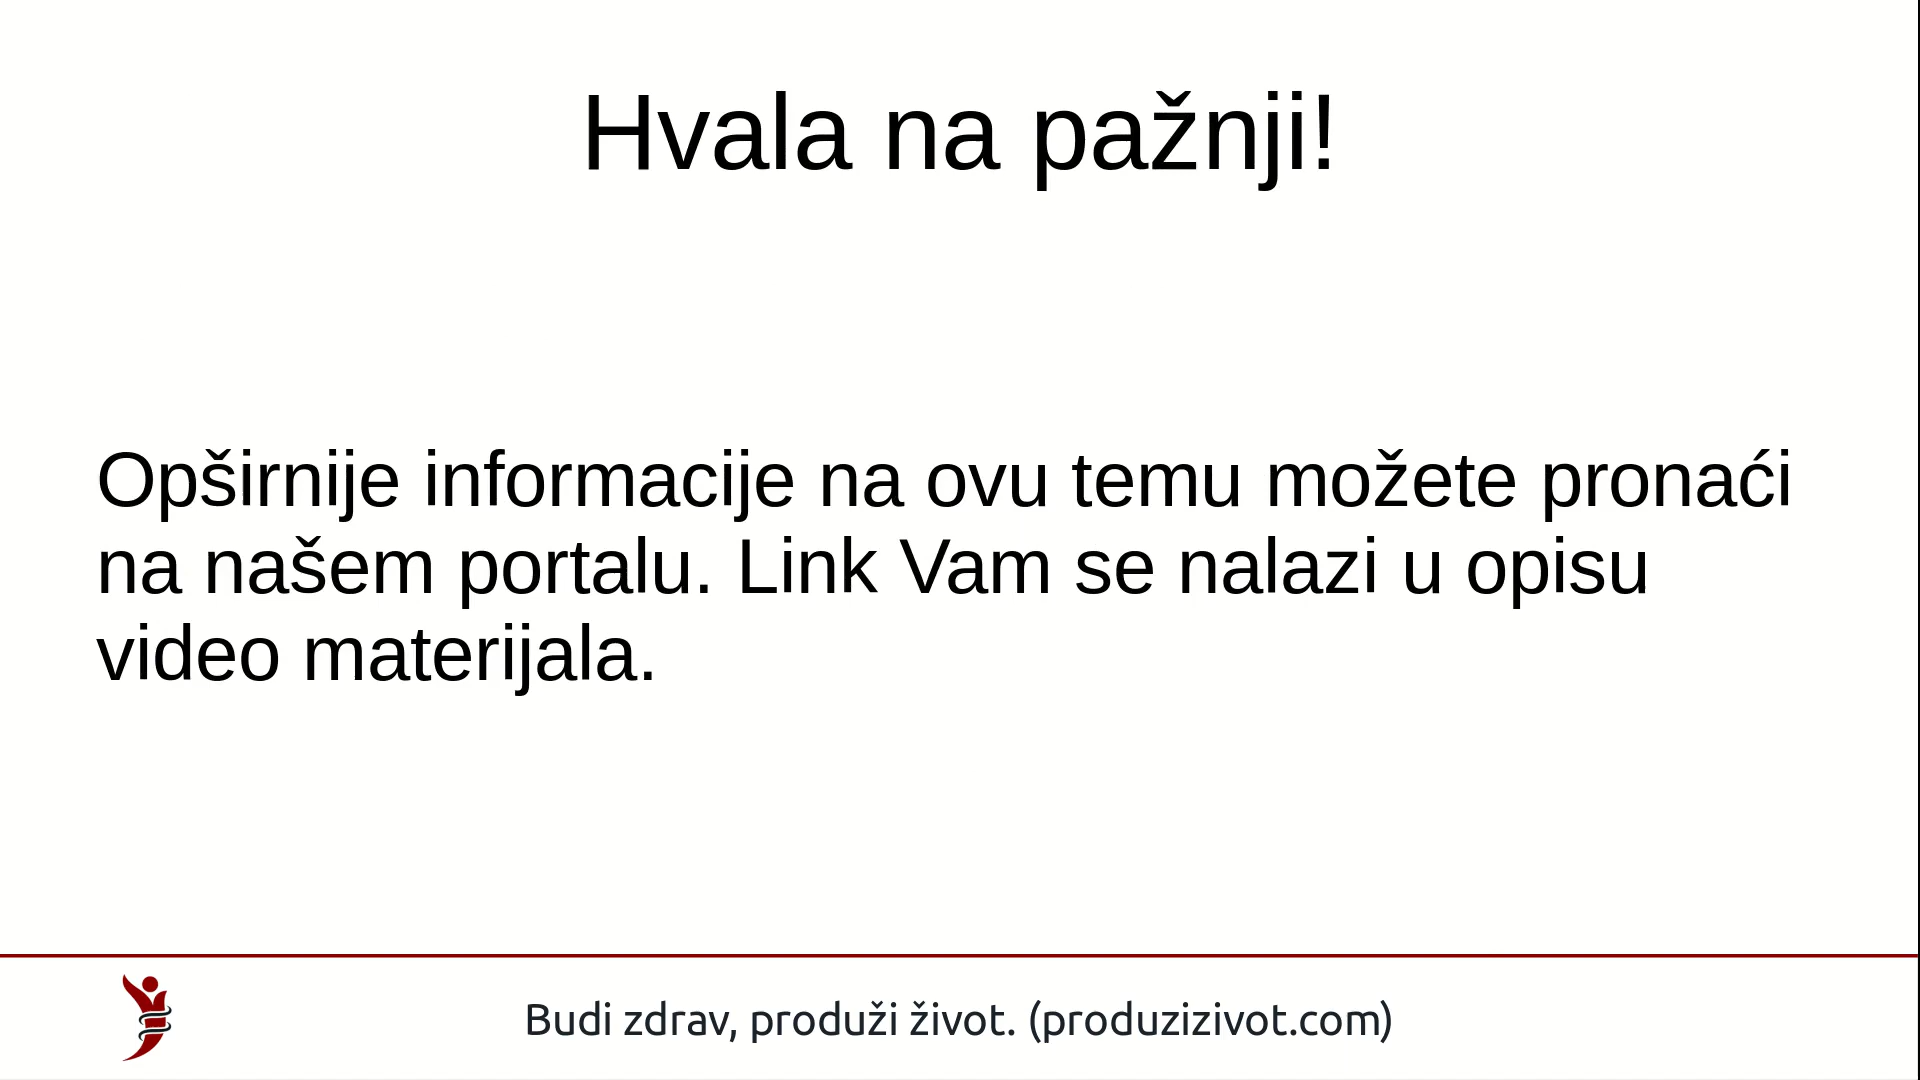 Hvala na pažnji!
Opširnije informacije na ovu temu možete pronaći
na našem portalu. Link Vam se nalazi u opisu
video materijala.
Budi zdrav, produži život. (produzizivot.com)